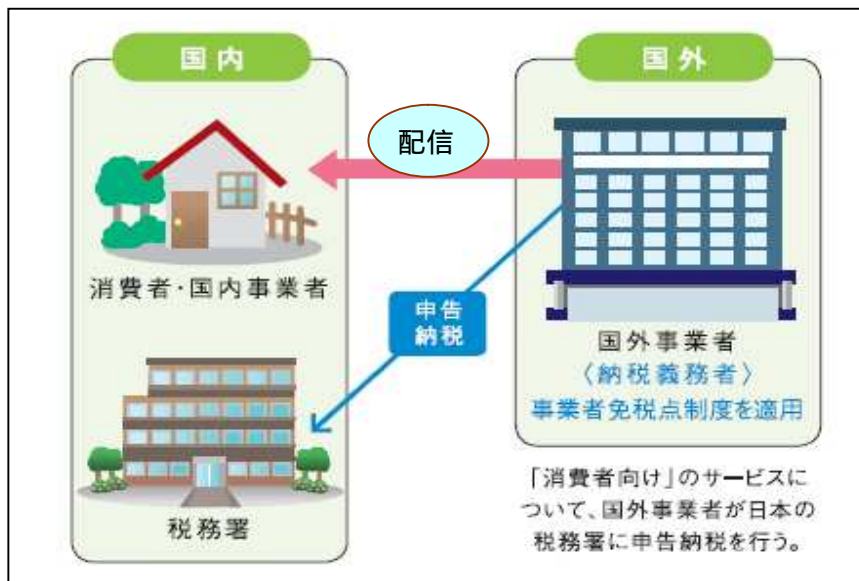 国内
国外
配信
消費者・国内事業者
申告
納税
国外事業者
〈納税義務者〉
事業者免税点制度を適用
税務署
「消費者向け」のサービスに
ついて、国外事業者が日本の
税務署に申告納税を行う。